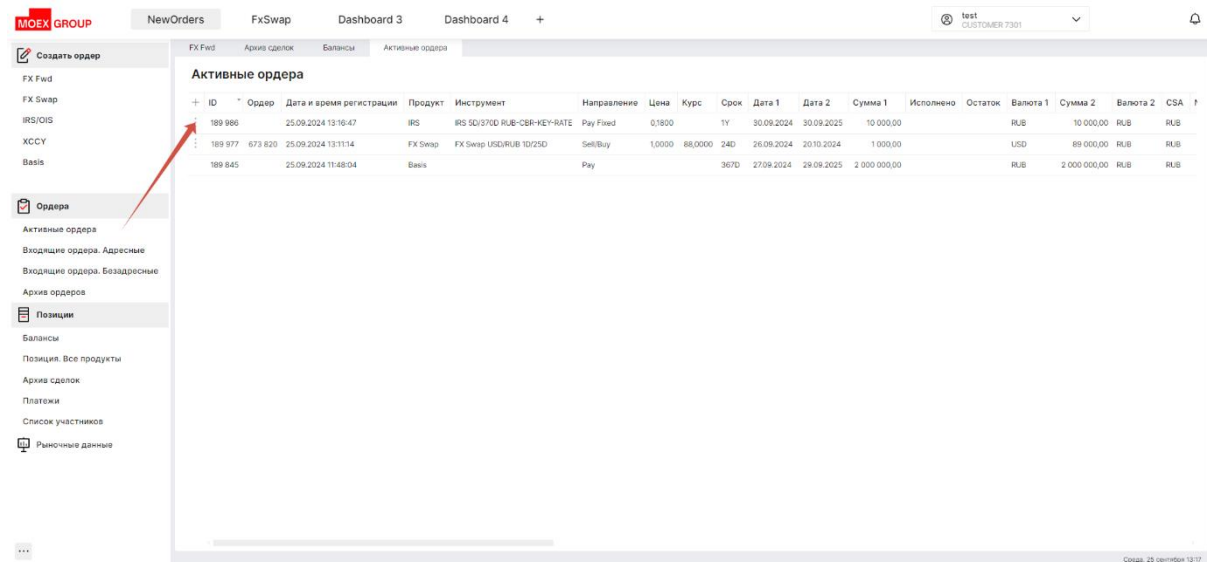 MOEX GROUP NewOrders FxSwap Dashboard 3 Dashboard 4 + test
CUSTOMER 7301
Создать ордер
FX Fwd
FX Swap
IRS/OIS
XCCY
Basis
Ордера
Активные ордера
Входящие ордера. Адресные
Входящие ордера. Безадресные
Архив ордеров
Позиции
Балансы
Позиция. Все продукты
Архив сделок
Платежи
Список участников
Рыночные данные
FX Fwd Архив сделок Балансы Активные ордера
Активные ордера
+ ID Ордер Дата и время регистрации Продукт Инструмент Направление Цена Курс Срок Дата 1 Дата 2 Сумма 1 Исполнено Остаток Валюта 1 Сумма 2 Валюта 2 CSA
189 986 25.09.2024 13:16:47 IRS IRS 5D/370D RUB-CBR-KEY-RATE Pay Fixed 0,1800 1Y 30.09.2024 30.09.2025 10 000,00 RUB 10 000,00 RUB RUB
189 977 673 820 25.09.2024 13:11:14 FX Swap FX Swap USD/RUB 1D/25D Sell/Buy 1,0000 88,0000 24D 26.09.2024 20.10.2024 1 000,00 USD 89 000,00 RUB RUB
189 845 25.09.2024 11:48:04 Basis Pay 367D 27.09.2024 29.09.2025 2 000 000,00 RUB 2 000 000,00 RUB RUB
Среда, 25 сентября 13:17